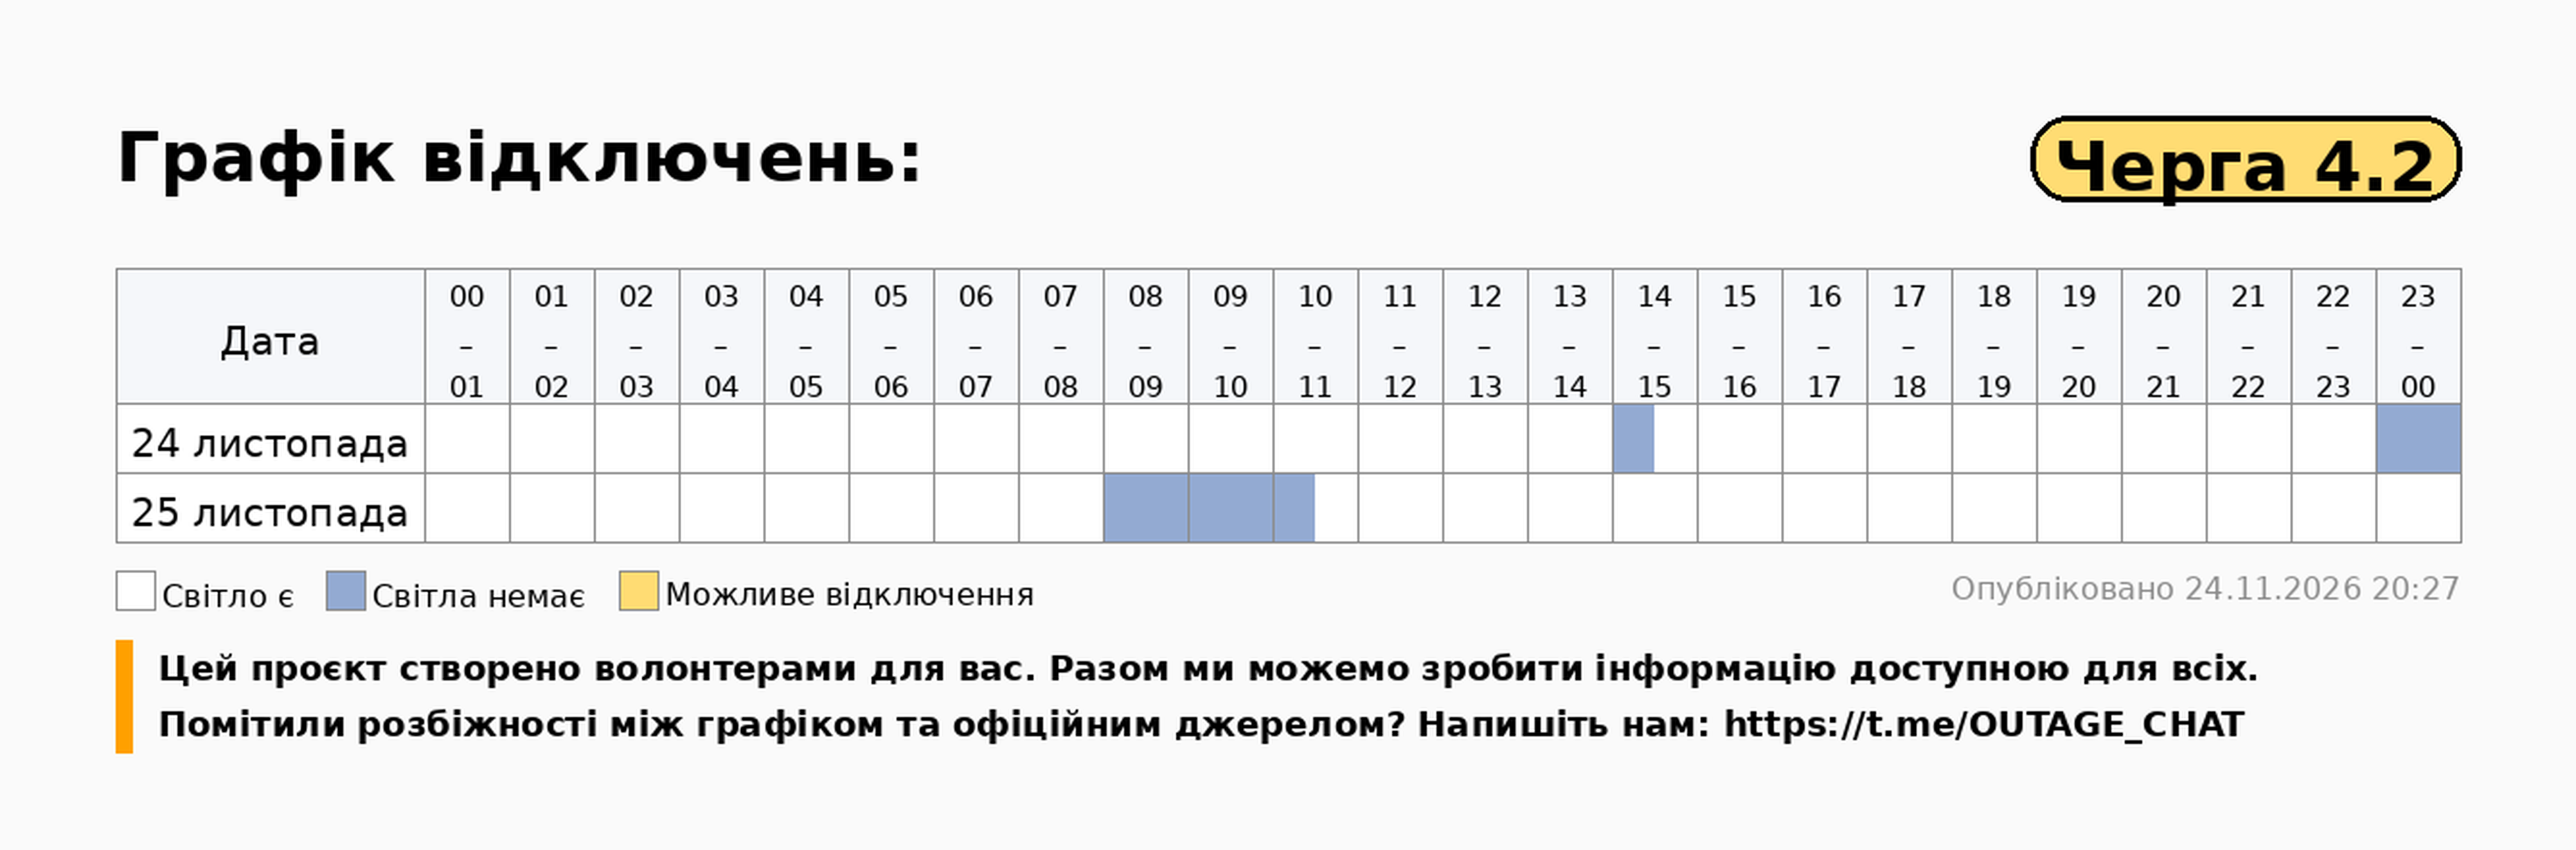 Графік відключень:
Черга 4.2
Дата 00 – 01 01 – 02 02 – 03 03 – 04 04 – 05 05 – 06 06 – 07 07 – 08 08 – 09 09 – 10 10 – 11 11 – 12 12 – 13 13 – 14 14 – 15 15 – 16 16 – 17 17 – 18 18 – 19 19 – 20 20 – 21 21 – 22 22 – 23 23 – 00
24 листопада
25 листопада
Світло є Світла немає Можливе відключення
Опубліковано 24.11.2026 20:27
Цей проєкт створено волонтерами для вас. Разом ми можемо зробити інформацію доступною для всіх.
Помітили розбіжності між графіком та офіційним джерелом? Напишіть нам: https://t.me/OUTAGE_CHAT